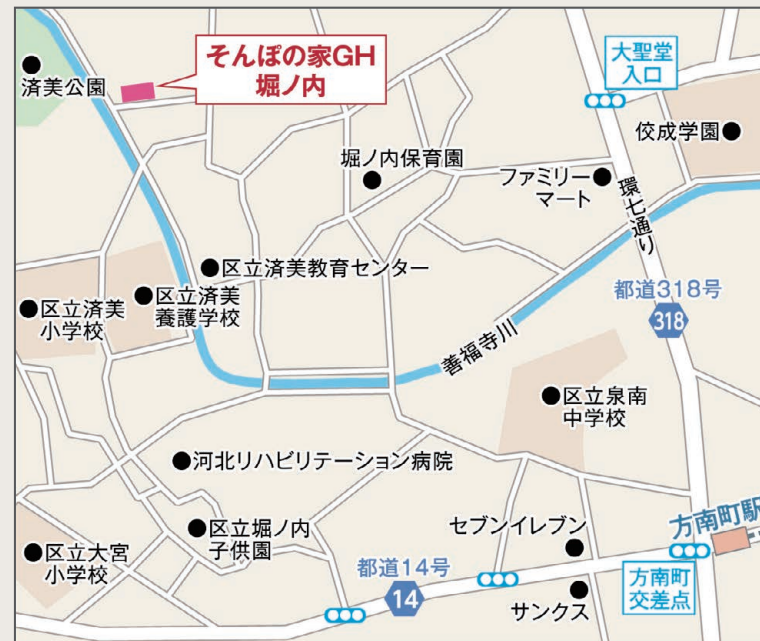 済美公園
そんぽの家GH
堀ノ内
大聖堂
入口
佼成学園
堀ノ内保育園
ファミリー
マート
環七通り
区立済美教育センター
区立済美
小学校
区立済美
養護学校
都道318号
318
善福寺川
区立泉南
中学校
河北リハビリテーション病院
区立堀ノ内
子供園
セブンイレブン
方南町駅
区立大宮
小学校
都道14号
14
サンクス
方南町
交差点